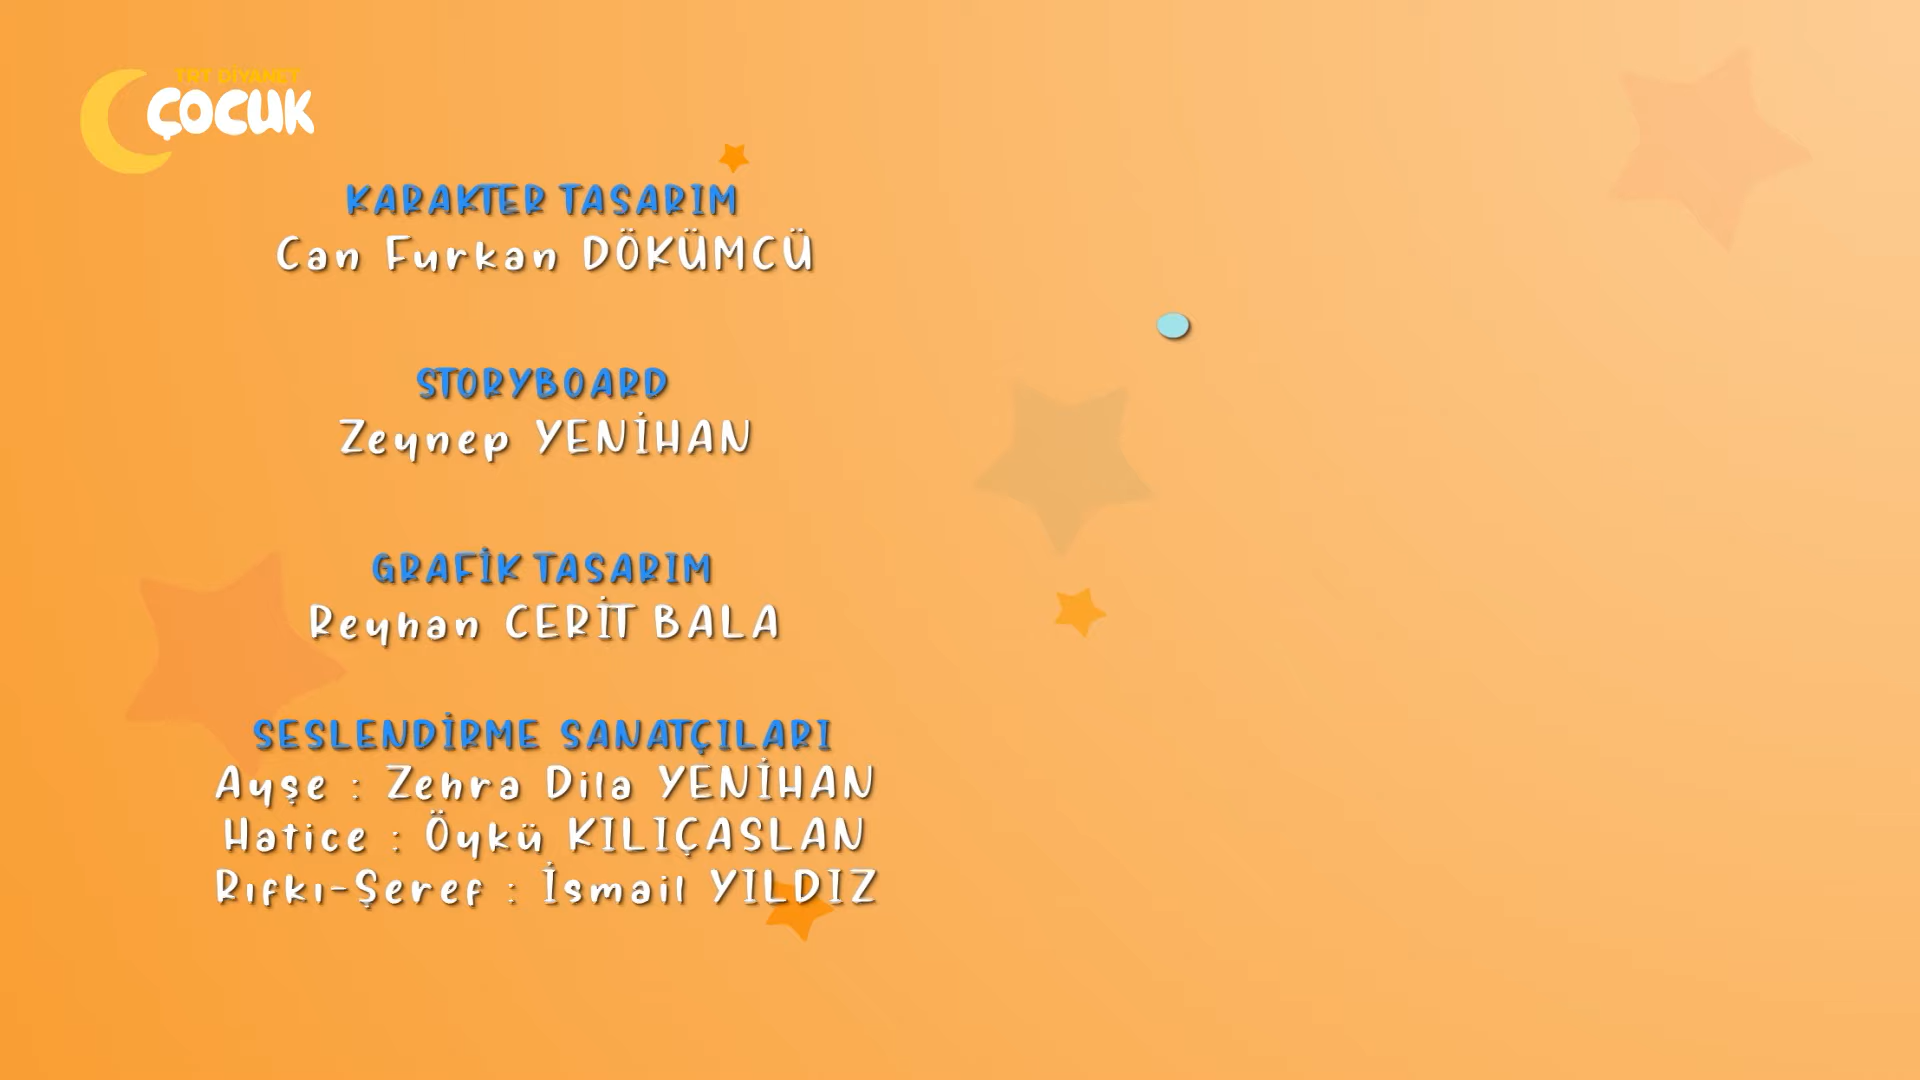 TRT DİYANET
ÇOCUK
KARAKTER TASARIM
Can Furkan DÖKÜMCÜ
STORYBOARD
Zeynep YENİHAN
GRAFİK TASARIM
Reyhan CERİT BALA
SESLENDİRME SANATÇILARI
Ayşe : Zehra Dila YENİHAN
Hatice : Öykü KILIÇASLAN
Rıfkı-Şeref : İsmail YILDIZ